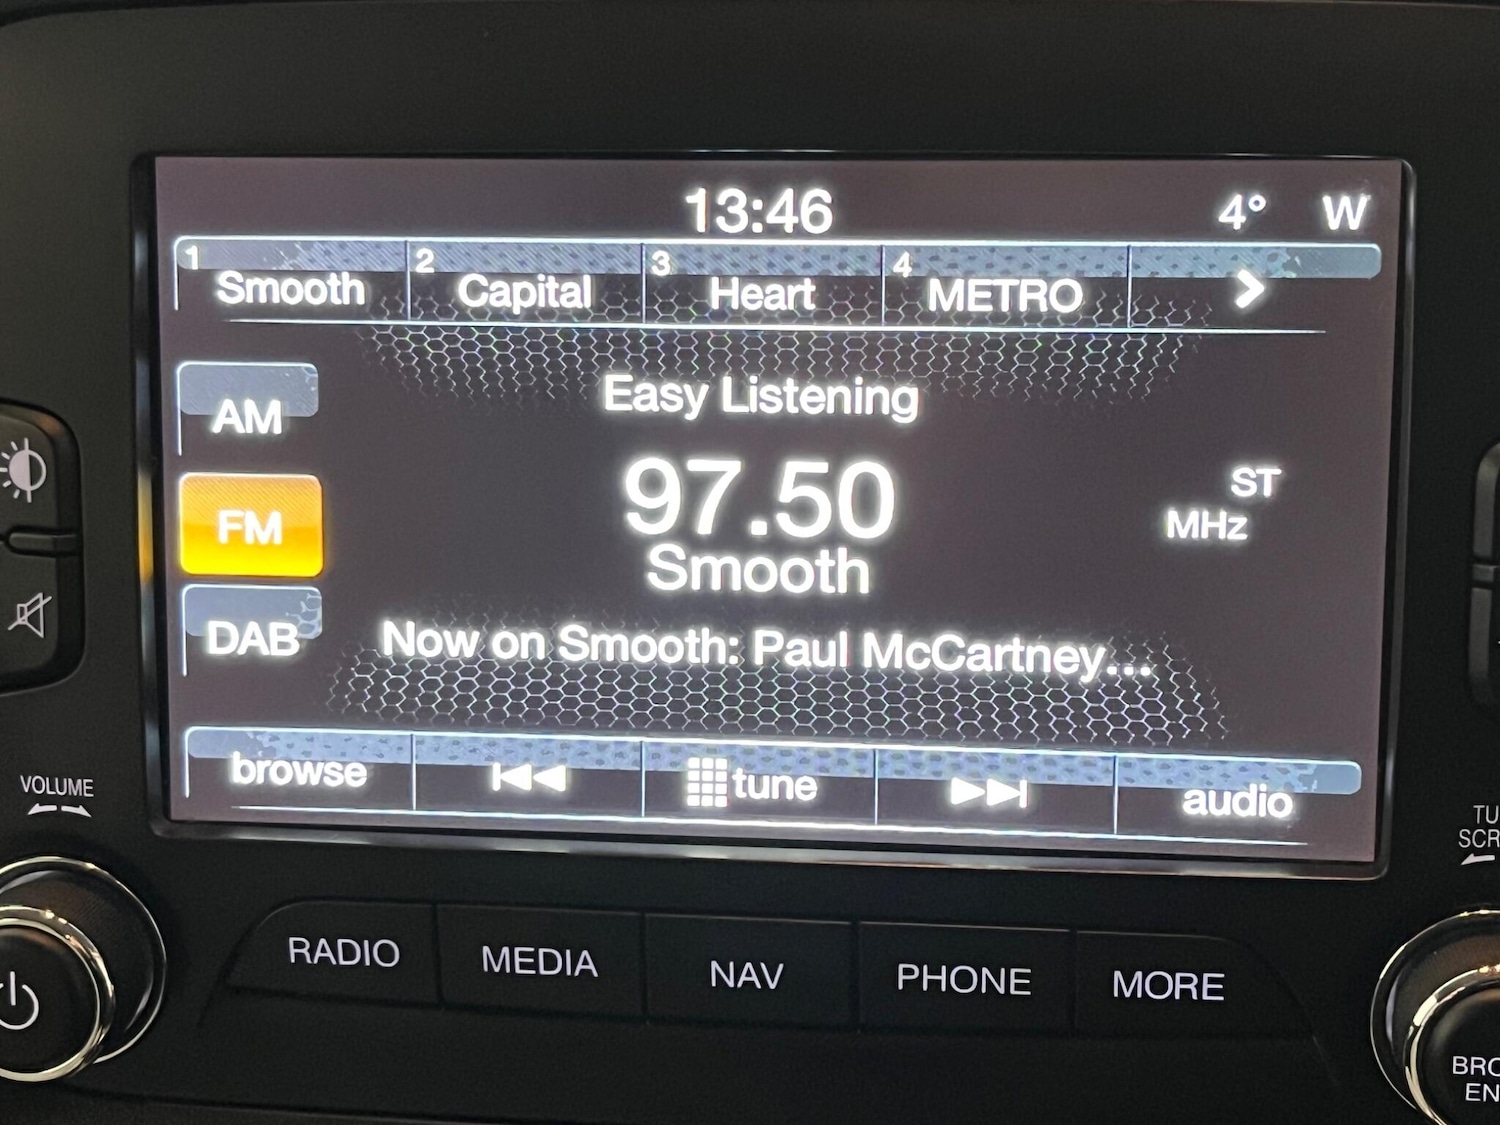 13:46
4° W
1 Smooth
2 Capital
3 Heart
4 METRO
AM
Easy Listening
FM
97.50
ST
MHz
Smooth
DAB
Now on Smooth: Paul McCartney...
browse
tune
audio
VOLUME
RADIO
MEDIA
NAV
PHONE
MORE